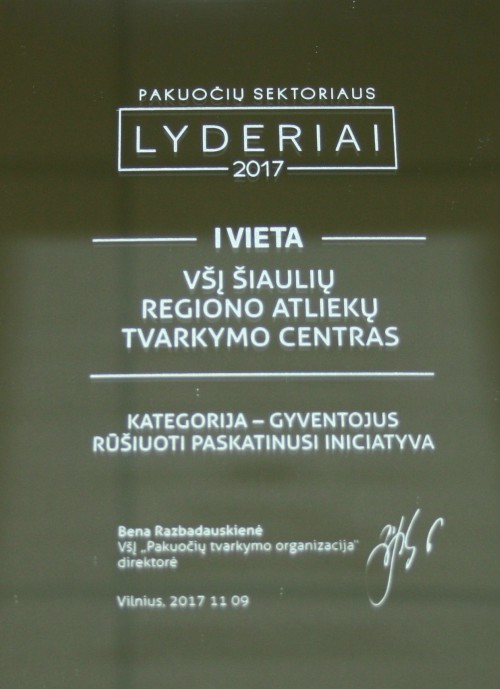 PAKUOČIŲ SEKTORIAUS
LYDERIAI
2017
I VIETA
VŠĮ ŠIAULIŲ
REGIONO ATLIEKŲ
TVARKYMO CENTRAS
KATEGORIJA – GYVENTOJUS
RŪŠIUOTI PASKATINUSI INICIATYVA
Bena Razbadauskienė
VšĮ „Pakuočių tvarkymo organizacija"
direktorė
Vilnius, 2017 11 09